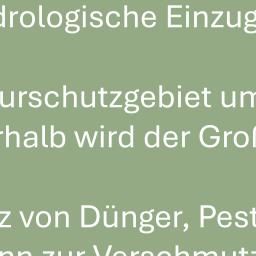 drologische Einzug
urschutzgebiet um
rhalb wird der Groß
z von Dünger, Pest
nn zur Verschmutz